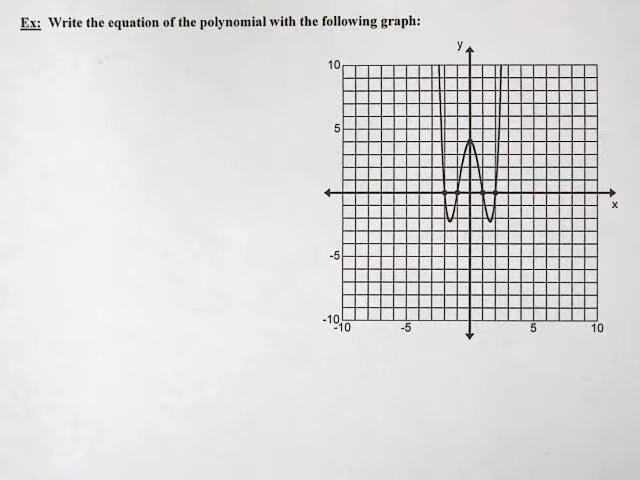 Ex: Write the equation of the polynomial with the following graph:
y
10
5
x
-5
-10
-10 -5 5 10